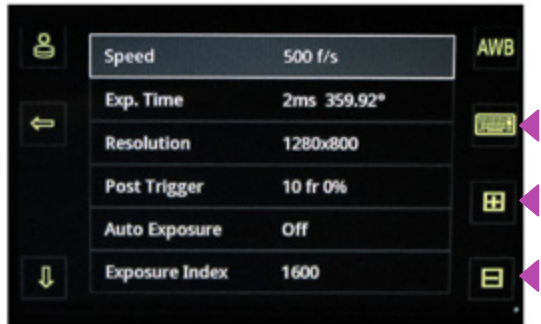 AWB
Speed 500 f/s
Exp. Time 2ms 359.92°
Resolution 1280x800
Post Trigger 10 fr 0%
Auto Exposure Off
Exposure Index 1600